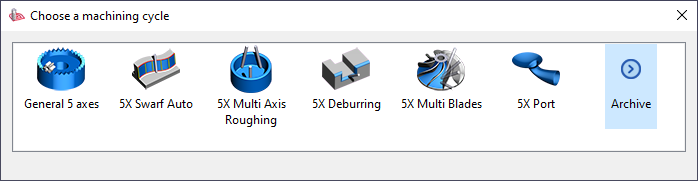 Choose a machining cycle
General 5 axes
5X Swarf Auto
5X Multi Axis
Roughing
5X Deburring
5X Multi Blades
5X Port
Archive